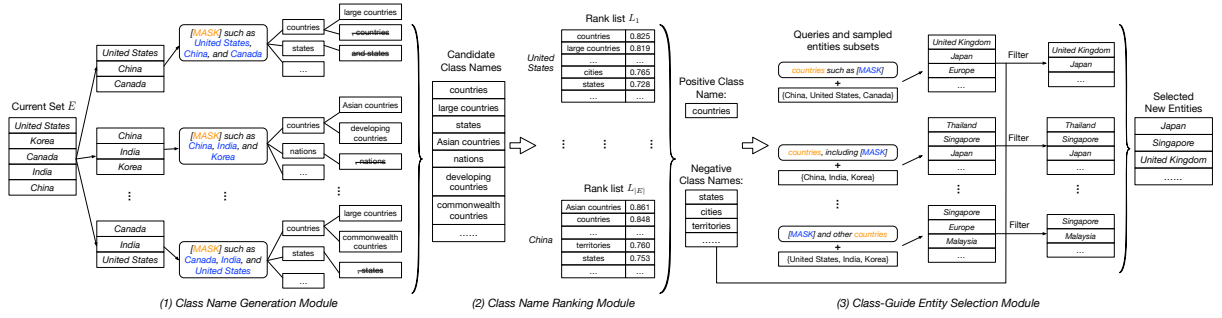 Current Set E
United States
Korea
Canada
India
China
United States
China
Canada
China
India
Korea
Canada
India
United States
[MASK] such as
United States,
China, and Canada
[MASK] such as
China, India, and
Korea
[MASK] such as
Canada, India, and
United States
countries
states
...
large countries
, countries
and states
countries
nations
...
Asian countries
developing
countries
, nations
countries
states
...
large countries
commonwealth
countries
, states
(1) Class Name Generation Module
Candidate
Class Names
countries
large countries
states
Asian countries
nations
developing
countries
commonwealth
countries
......
Rank list L1
United
States
countries 0.825
large countries 0.819
... ...
cities 0.765
states 0.728
... ...
Rank list L|E|
China
Asian countries 0.861
countries 0.848
... ...
territories 0.760
states 0.753
... ...
(2) Class Name Ranking Module
Positive Class
Name:
countries
Negative
Class Names:
states
cities
territories
......
Queries and sampled
entities subsets
countries such as [MASK]
+
{China, United States, Canada}
countries, including [MASK]
+
{China, India, Korea}
[MASK] and other countries
+
{United States, India, Korea}
United Kingdom
Japan
Europe
...
Thailand
Singapore
Japan
...
Singapore
Europe
Malaysia
...
Filter
Filter
Filter
United Kingdom
Japan
...
Thailand
Singapore
Japan
...
Singapore
Malaysia
...
Selected
New Entities
Japan
Singapore
United Kingdom
......
(3) Class-Guide Entity Selection Module